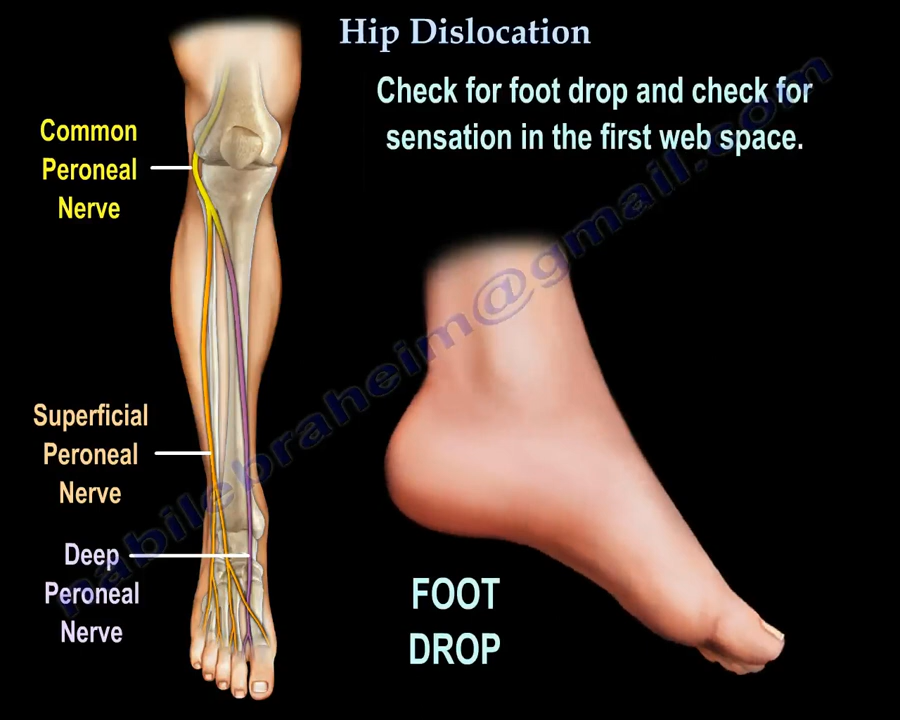 Hip Dislocation
Check for foot drop and check for
sensation in the first web space.
Common
Peroneal
Nerve
Superficial
Peroneal
Nerve
Deep
Peroneal
Nerve
FOOT
DROP
nabilebraheim@gmail.com